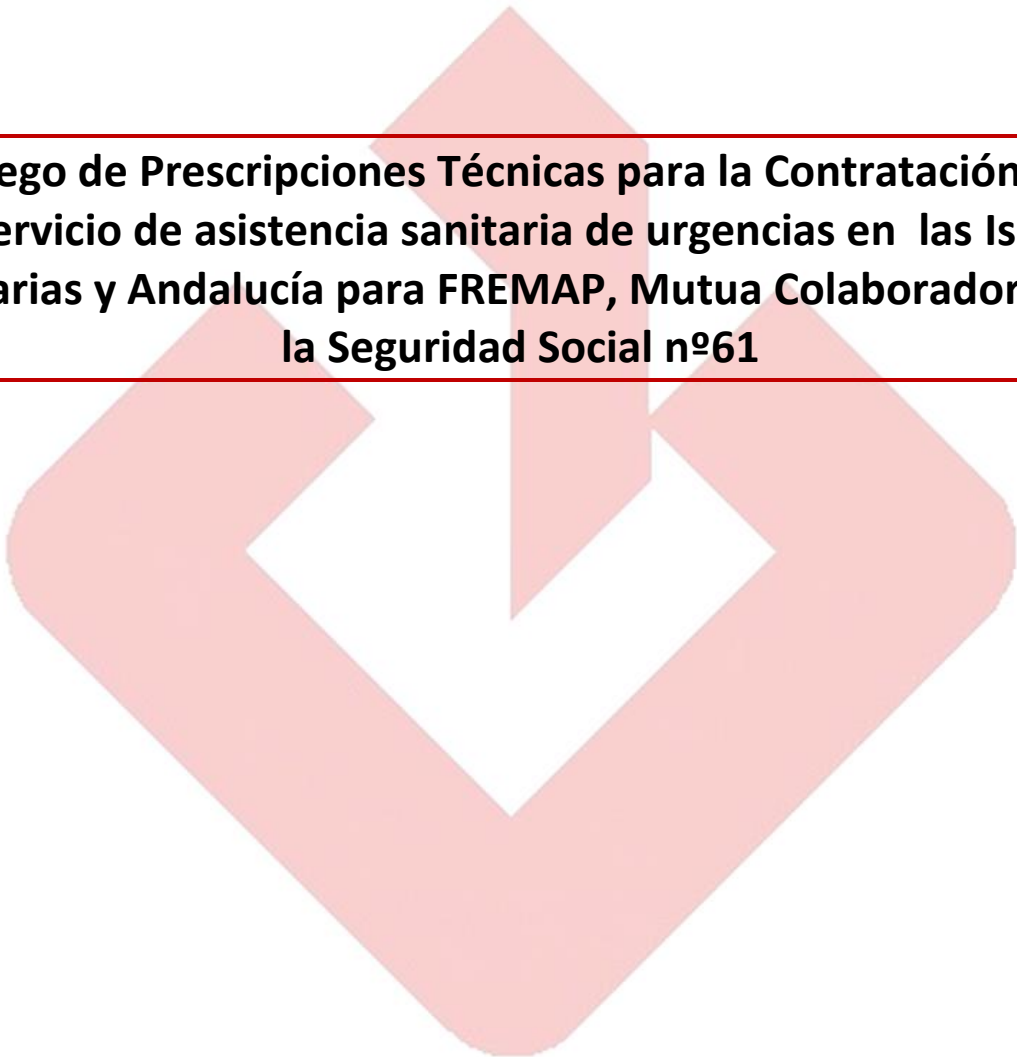 ego de Prescripciones Técnicas para la Contratación
ervicio de asistencia sanitaria de urgencias en las Is
arias y Andalucía para FREMAP, Mutua Colaborador
la Seguridad Social nº61